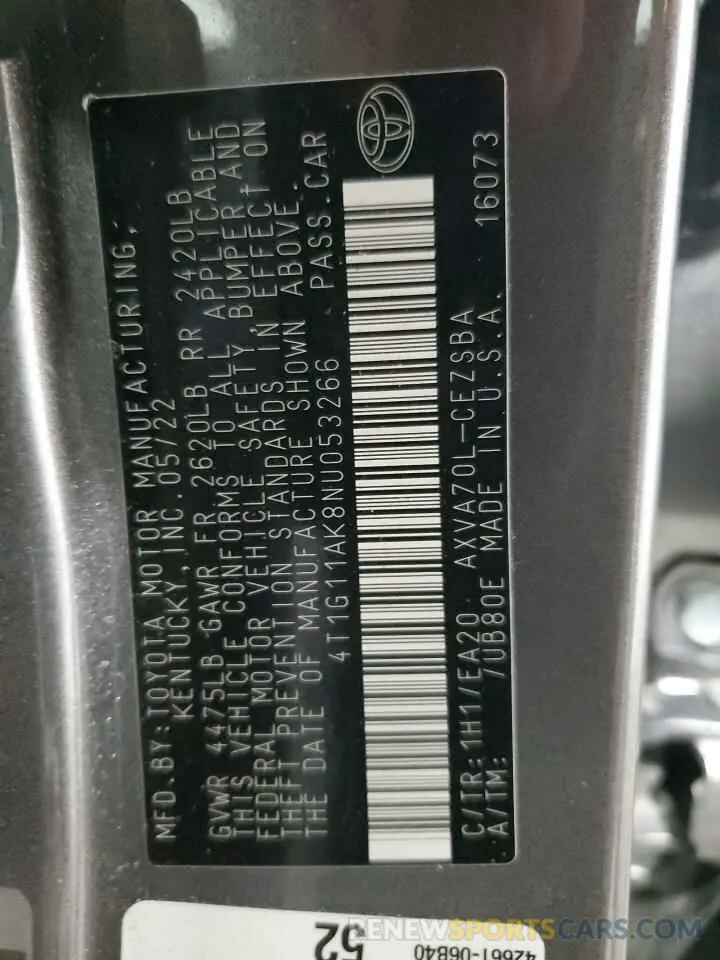 MFD.BY:TOYOTA MOTOR MANUFACTURING,
KENTUCKY,INC.05/22
GVWR 4475LB GAWR FR 2620LB RR 2420LB
THIS VEHICLE CONFORMS TO ALL APPLICABLE
FEDERAL MOTOR VEHICLE SAFETY, BUMPER AND
THEFT PREVENTION STANDARDS IN EFFECT ON
THE DATE OF MANUFACTURE SHOWN ABOVE.
4T1G11AK8NU053266 PASS.CAR
C/TR:1H1/EA20 AXVA70L-CEZSBA
A/TM: /UB80E MADE IN U.S.A. 16073
52
42661-06B40
RENEWSPORTSCARS.COM